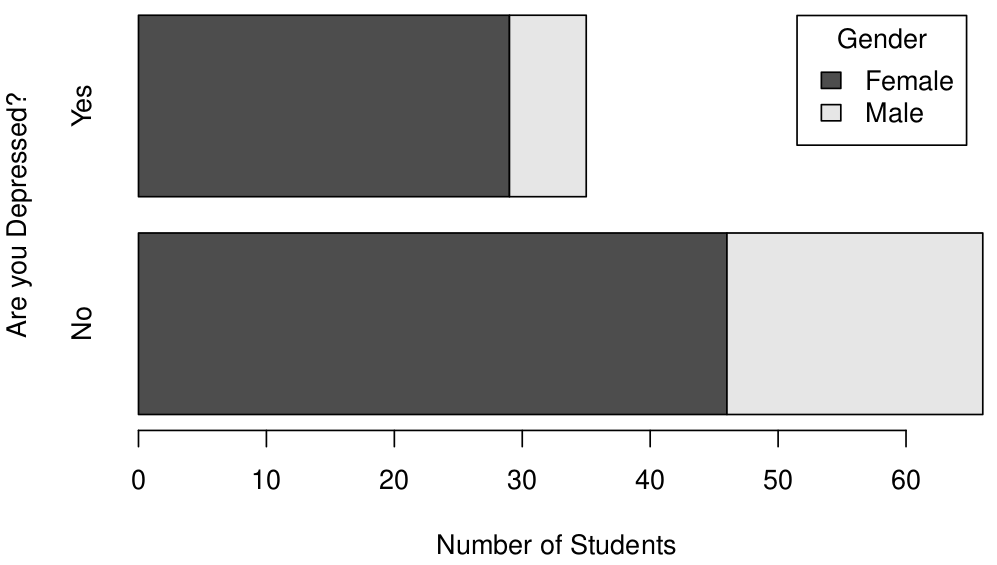 Gender
Female
Male
Are you Depressed?
Yes
No
0 10 20 30 40 50 60
Number of Students